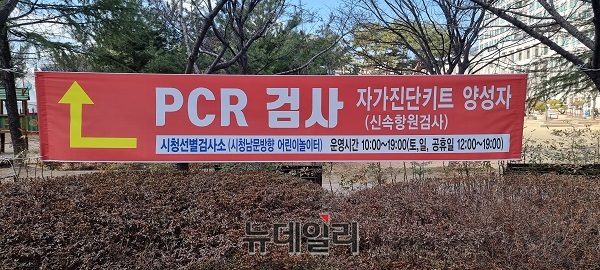 PCR 검사 자가진단키트 양성자
(신속항원검사)
시청선별검사소 (시청남문방향 어린이놀이터) 운영시간 10:00~19:00(토,일, 공휴일 12:00~19:00)
뉴데일리